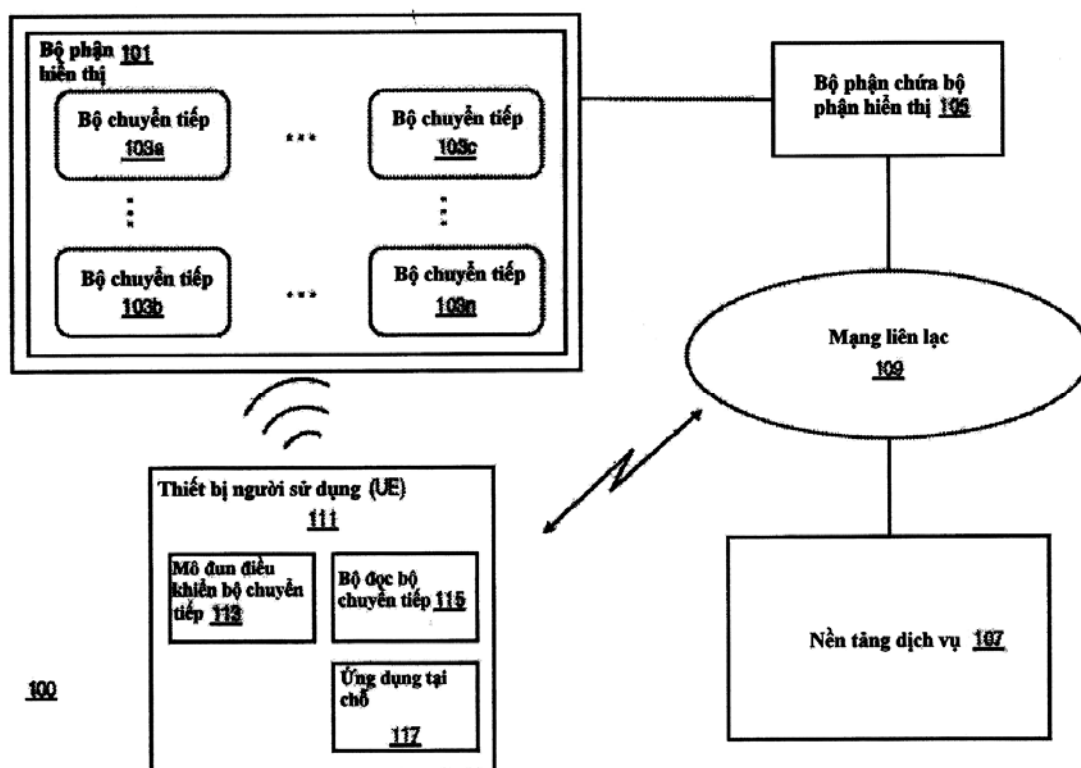 Bộ phận 101
hiển thị
Bộ chuyển tiếp
103a
...
Bộ chuyển tiếp
103c
Bộ chuyển tiếp
103b
...
Bộ chuyển tiếp
103n
Bộ phận chứa bộ
phận hiển thị 105
Mạng liên lạc
109
Thiết bị người sử dụng (UE)
111
Mô đun điều
khiển bộ chuyển
tiếp 113
Bộ đọc bộ
chuyển tiếp 115
Ứng dụng tại
chỗ
117
Nền tảng dịch vụ 107
100